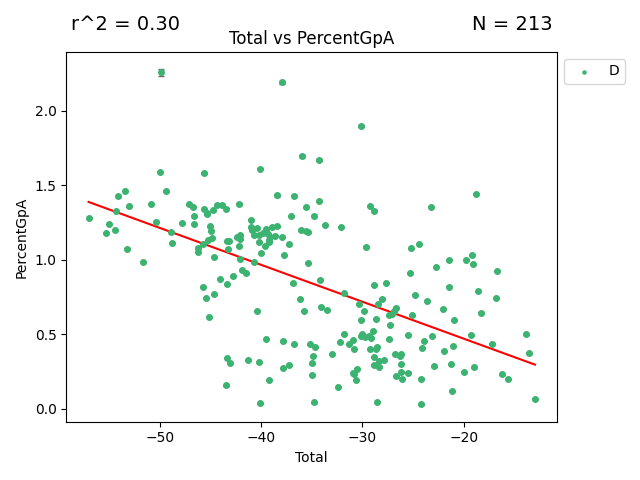 r^2 = 0.30
N = 213
Total vs PercentGpA
D
PercentGpA
2.0
1.5
1.0
0.5
0.0
−50
−40
−30
−20
Total